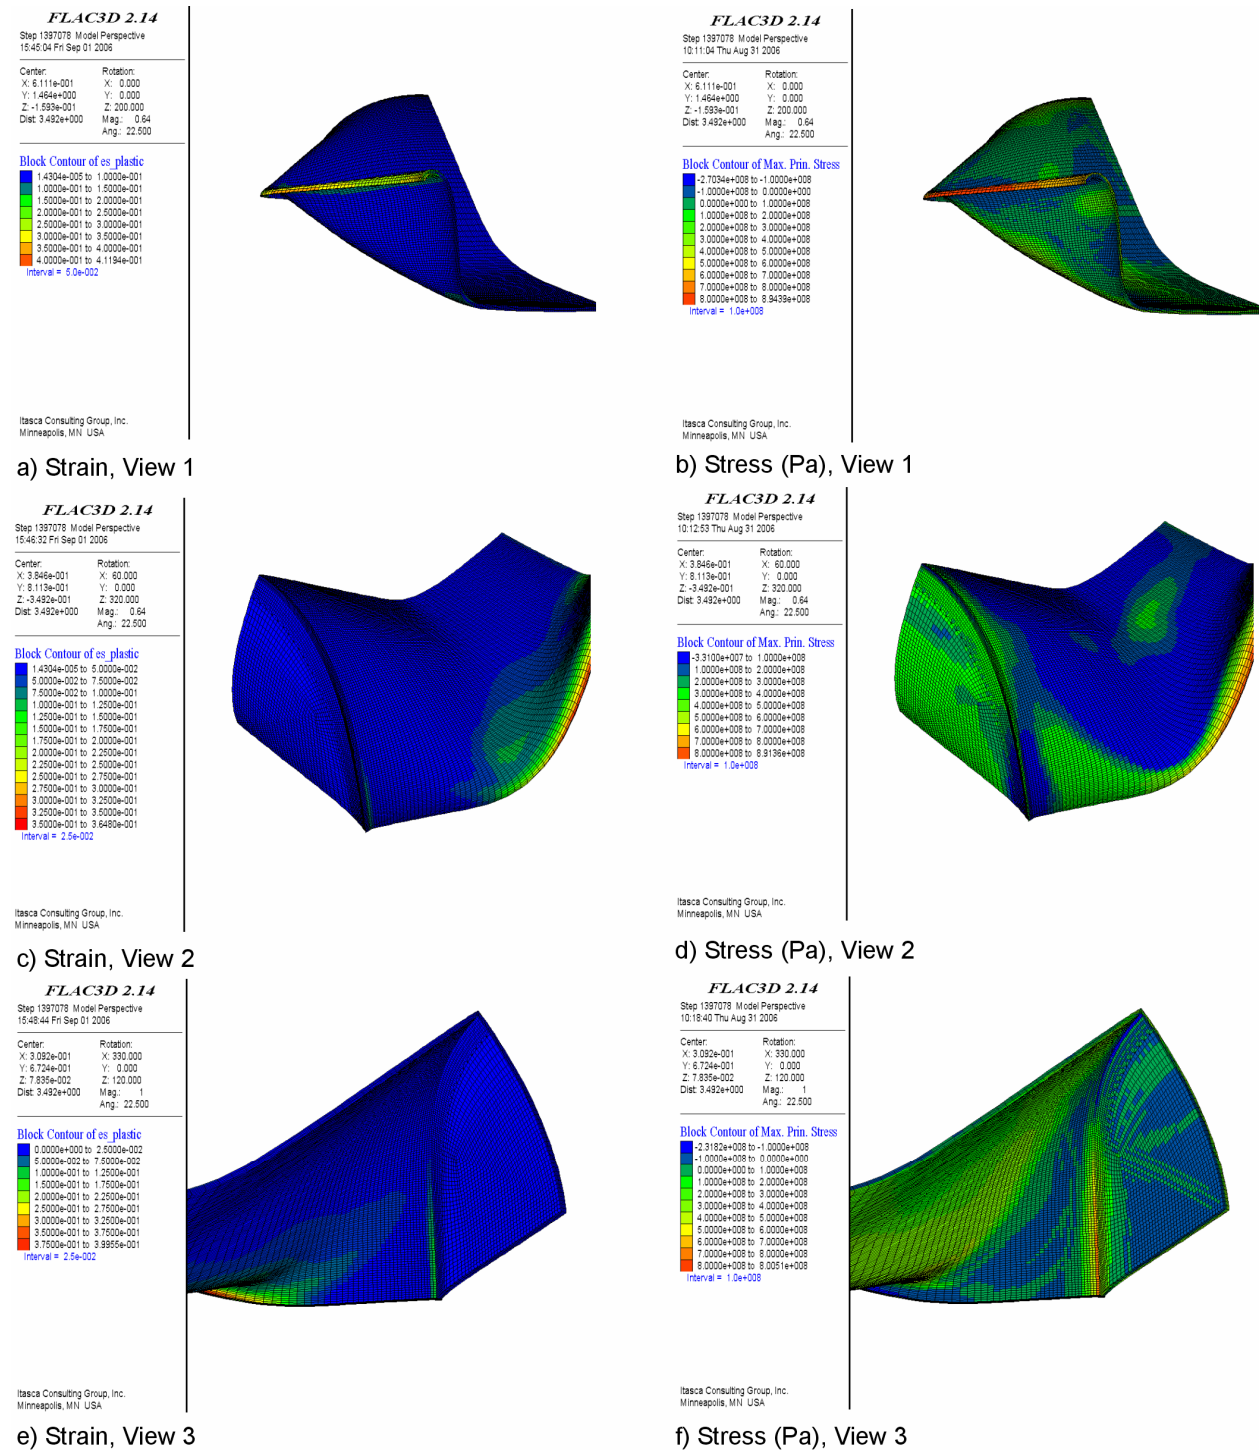 FLAC3D 2.14
Step 1397078 Model Perspective
15:45:04 Fri Sep 01 2006
Center: Rotation:
X: 6.111e-001 X: 0.000
Y: 1.464e+000 Y: 0.000
Z: -1.593e-001 Z: 200.000
Dist: 3.492e+000 Mag.: 0.64
Ang.: 22.500
Block Contour of es_plastic
1.4304e-005 to 1.0000e-001
1.0000e-001 to 1.5000e-001
1.5000e-001 to 2.0000e-001
2.0000e-001 to 2.5000e-001
2.5000e-001 to 3.0000e-001
3.0000e-001 to 3.5000e-001
3.5000e-001 to 4.0000e-001
4.0000e-001 to 4.1194e-001
Interval = 5.0e-002
Itasca Consulting Group, Inc.
Minneapolis, MN USA
a) Strain, View 1
FLAC3D 2.14
Step 1397078 Model Perspective
10:11:04 Thu Aug 31 2006
Center: Rotation:
X: 6.111e-001 X: 0.000
Y: 1.464e+000 Y: 0.000
Z: -1.593e-001 Z: 200.000
Dist: 3.492e+000 Mag.: 0.64
Ang.: 22.500
Block Contour of Max. Prin. Stress
-2.7034e+008 to -1.0000e+008
-1.0000e+008 to 0.0000e+000
0.0000e+000 to 1.0000e+008
1.0000e+008 to 2.0000e+008
2.0000e+008 to 3.0000e+008
3.0000e+008 to 4.0000e+008
4.0000e+008 to 5.0000e+008
5.0000e+008 to 6.0000e+008
6.0000e+008 to 7.0000e+008
7.0000e+008 to 8.0000e+008
8.0000e+008 to 8.9439e+008
Interval = 1.0e+008
Itasca Consulting Group, Inc.
Minneapolis, MN USA
b) Stress (Pa), View 1
FLAC3D 2.14
Step 1397078 Model Perspective
15:46:32 Fri Sep 01 2006
Center: Rotation:
X: 3.846e-001 X: 60.000
Y: 8.113e-001 Y: 0.000
Z: -3.492e-001 Z: 320.000
Dist: 3.492e+000 Mag.: 0.64
Ang.: 22.500
Block Contour of es_plastic
1.4304e-005 to 5.0000e-002
5.0000e-002 to 7.5000e-002
7.5000e-002 to 1.0000e-001
1.0000e-001 to 1.2500e-001
1.2500e-001 to 1.5000e-001
1.5000e-001 to 1.7500e-001
1.7500e-001 to 2.0000e-001
2.0000e-001 to 2.2500e-001
2.2500e-001 to 2.5000e-001
2.5000e-001 to 2.7500e-001
2.7500e-001 to 3.0000e-001
3.0000e-001 to 3.2500e-001
3.2500e-001 to 3.5000e-001
3.5000e-001 to 3.6480e-001
Interval = 2.5e-002
Itasca Consulting Group, Inc.
Minneapolis, MN USA
c) Strain, View 2
FLAC3D 2.14
Step 1397078 Model Perspective
10:12:53 Thu Aug 31 2006
Center: Rotation:
X: 3.846e-001 X: 60.000
Y: 8.113e-001 Y: 0.000
Z: -3.492e-001 Z: 320.000
Dist: 3.492e+000 Mag.: 0.64
Ang.: 22.500
Block Contour of Max. Prin. Stress
-3.3100e+007 to 1.0000e+008
1.0000e+008 to 2.0000e+008
2.0000e+008 to 3.0000e+008
3.0000e+008 to 4.0000e+008
4.0000e+008 to 5.0000e+008
5.0000e+008 to 6.0000e+008
6.0000e+008 to 7.0000e+008
7.0000e+008 to 8.0000e+008
8.0000e+008 to 8.9136e+008
Interval = 1.0e+008
Itasca Consulting Group, Inc.
Minneapolis, MN USA
d) Stress (Pa), View 2
FLAC3D 2.14
Step 1397078 Model Perspective
15:48:44 Fri Sep 01 2006
Center: Rotation:
X: 3.092e-001 X: 330.000
Y: 6.724e-001 Y: 0.000
Z: 7.835e-002 Z: 120.000
Dist: 3.492e+000 Mag.: 1
Ang.: 22.500
Block Contour of es_plastic
0.0000e+000 to 2.5000e-002
5.0000e-002 to 7.5000e-002
1.0000e-001 to 1.2500e-001
1.5000e-001 to 1.7500e-001
2.0000e-001 to 2.2500e-001
2.5000e-001 to 2.7500e-001
3.0000e-001 to 3.2500e-001
3.5000e-001 to 3.7500e-001
3.7500e-001 to 3.9955e-001
Interval = 2.5e-002
Itasca Consulting Group, Inc.
Minneapolis, MN USA
e) Strain, View 3
FLAC3D 2.14
Step 1397078 Model Perspective
10:18:40 Thu Aug 31 2006
Center: Rotation:
X: 3.092e-001 X: 330.000
Y: 6.724e-001 Y: 0.000
Z: 7.835e-002 Z: 120.000
Dist: 3.492e+000 Mag.: 1
Ang.: 22.500
Block Contour of Max. Prin. Stress
-2.3182e+008 to -1.0000e+008
-1.0000e+008 to 0.0000e+000
0.0000e+000 to 1.0000e+008
1.0000e+008 to 2.0000e+008
2.0000e+008 to 3.0000e+008
3.0000e+008 to 4.0000e+008
4.0000e+008 to 5.0000e+008
5.0000e+008 to 6.0000e+008
6.0000e+008 to 7.0000e+008
7.0000e+008 to 8.0000e+008
8.0000e+008 to 8.0051e+008
Interval = 1.0e+008
Itasca Consulting Group, Inc.
Minneapolis, MN USA
f) Stress (Pa), View 3